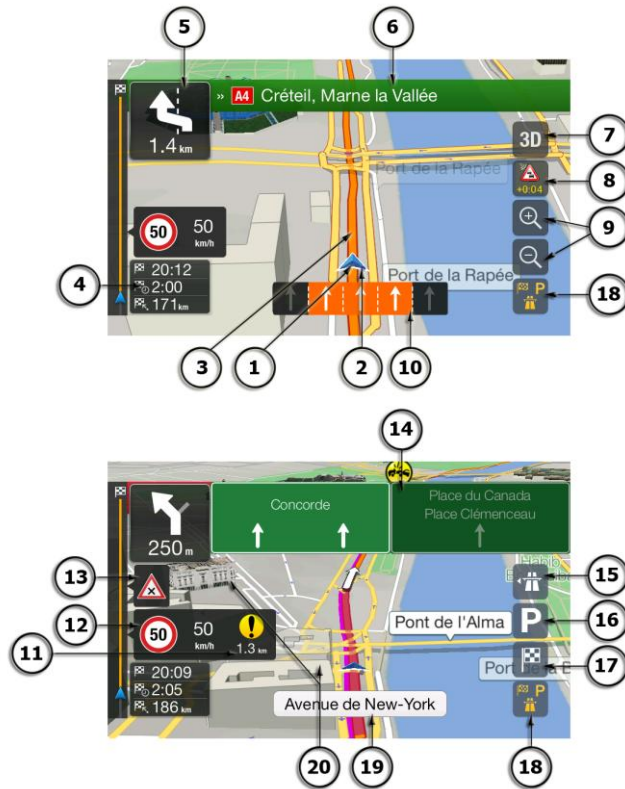 5
6
» A4 Créteil, Marne la Vallée
1.4 km
3D
7
Port de la Rapée
+0:04
8
50
50
km/h
9
4
20:12
2:00
171 km
Port de la Rapée
P
18
3
1
2
10
14
Concorde
Place du Canada
Place Clémenceau
250 m
13
15
12
50
50
km/h
1.3 km
Pont de l'Alma
P
16
11
20:09
2:05
186 km
17
Avenue de New-York
P
20
19
18